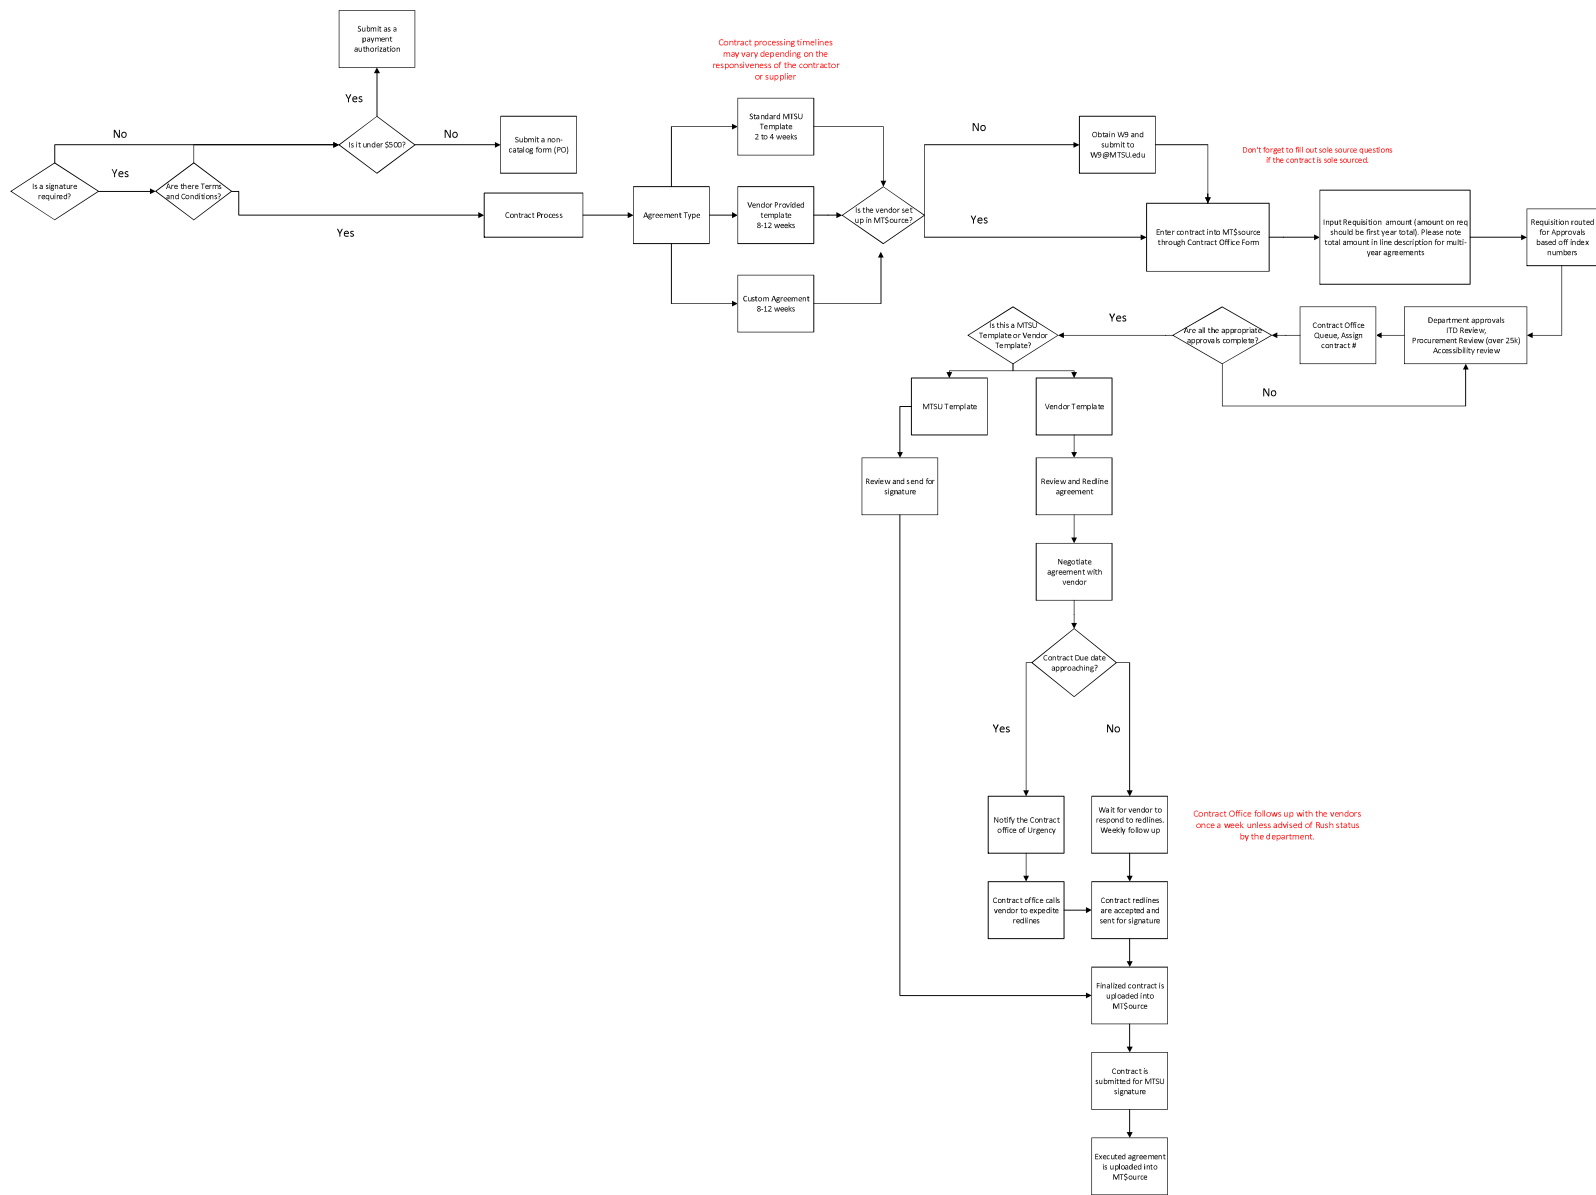 Submit as a
payment
authorization
Contract processing timelines
may vary depending on the
responsiveness of the contractor
or supplier
Yes
No
Is it under $500?
No
Submit a non-
catalog form (PO)
Is a signature
required?
Yes
Are there Terms
and Conditions?
Yes
Contract Process
Agreement Type
Standard MTSU
Template
2 to 4 weeks
Vendor Provided
template
8-12 weeks
Custom Agreement
8-12 weeks
Is the vendor set
up in MT$ource?
No
Obtain W9 and
submit to
W9@MTSU.edu
Don't forget to fill out sole source questions
if the contract is sole sourced.
Yes
Enter contract into MT$source
through Contract Office Form
Input Requisition amount (amount on req
should be first year total). Please note
total amount in line description for multi-
year agreements
Requisition routed
for Approvals
based off index
numbers
Department approvals
ITD Review,
Procurement Review (over 25k)
Accessibility review
Contract Office
Queue, Assign
contract #
Are all the appropriate
approvals complete?
No
Yes
Is this a MTSU
Template or Vendor
Template?
MTSU Template
Vendor Template
Review and send for
signature
Review and Redline
agreement
Negotiate
agreement with
vendor
Contract Due date
approaching?
Yes
No
Notify the Contract
office of Urgency
Wait for vendor to
respond to redlines.
Weekly follow up
Contract Office follows up with the vendors
once a week unless advised of Rush status
by the department.
Contract office calls
vendor to expedite
redlines
Contract redlines
are accepted and
sent for signature
Finalized contract is
uploaded into
MT$ource
Contract is
submitted for MTSU
signature
Executed agreement
is uploaded into
MT$ource